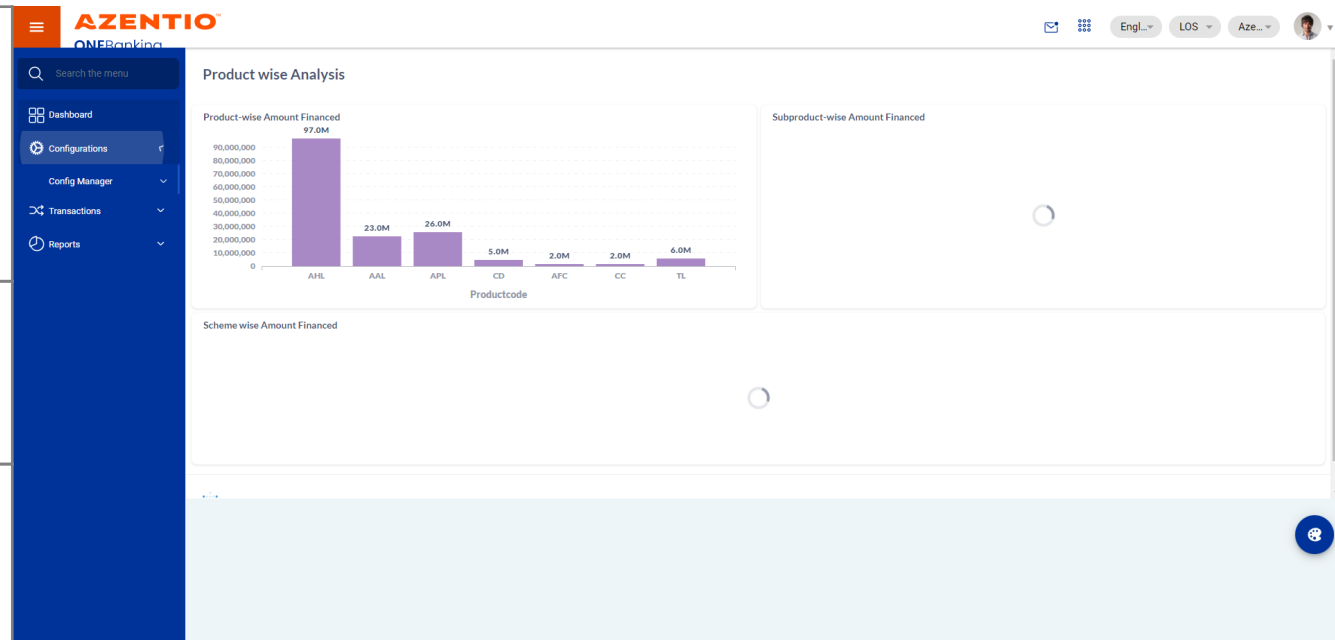 AZENTIO
ONEBanking
Engl...
LOS
Aze...
Search the menu
Dashboard
Configurations
Config Manager
Transactions
Reports
Product wise Analysis
Product-wise Amount Financed
97.0M
90,000,000
80,000,000
70,000,000
60,000,000
50,000,000
40,000,000
30,000,000
20,000,000
10,000,000
0
23.0M
26.0M
5.0M
2.0M
2.0M
6.0M
AHL AAL APL CD AFC CC TL
Productcode
Subproduct-wise Amount Financed
Scheme wise Amount Financed